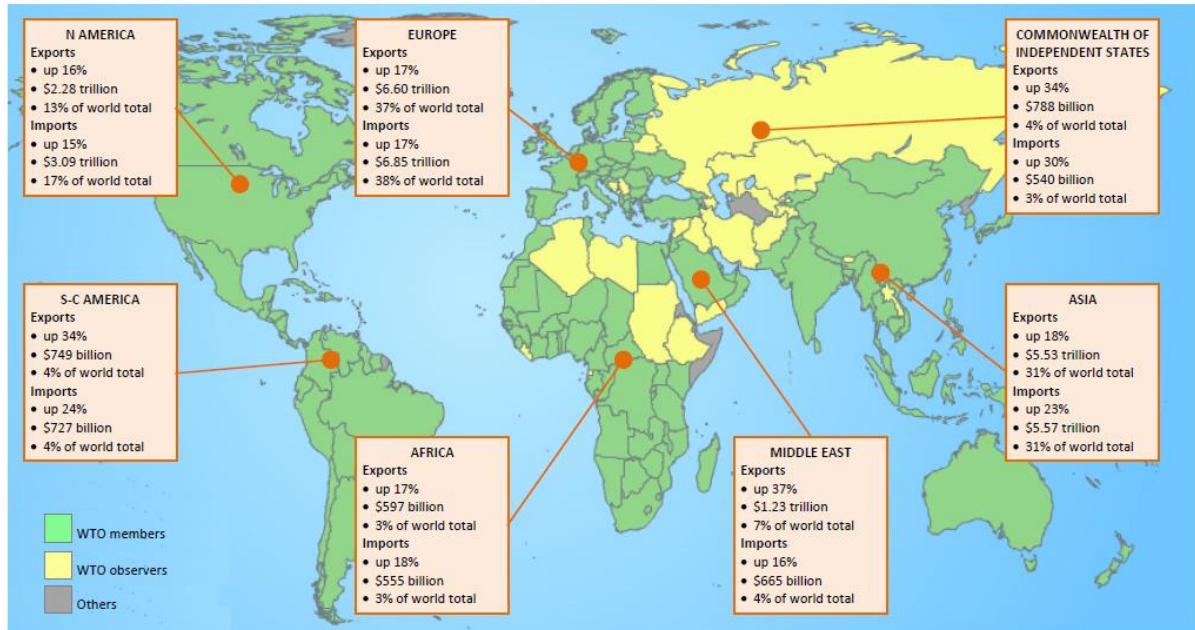 N AMERICA
Exports
• up 16%
• $2.28 trillion
• 13% of world total
Imports
• up 15%
• $3.09 trillion
• 17% of world total
EUROPE
Exports
• up 17%
• $6.60 trillion
• 37% of world total
Imports
• up 17%
• $6.85 trillion
• 38% of world total
COMMONWEALTH OF
INDEPENDENT STATES
Exports
• up 34%
• $788 billion
• 4% of world total
Imports
• up 30%
• $540 billion
• 3% of world total
S-C AMERICA
Exports
• up 34%
• $749 billion
• 4% of world total
Imports
• up 24%
• $727 billion
• 4% of world total
AFRICA
Exports
• up 17%
• $597 billion
• 3% of world total
Imports
• up 18%
• $555 billion
• 3% of world total
MIDDLE EAST
Exports
• up 37%
• $1.23 trillion
• 7% of world total
Imports
• up 16%
• $665 billion
• 4% of world total
ASIA
Exports
• up 18%
• $5.53 trillion
• 31% of world total
Imports
• up 23%
• $5.57 trillion
• 31% of world total
WTO members
WTO observers
Others